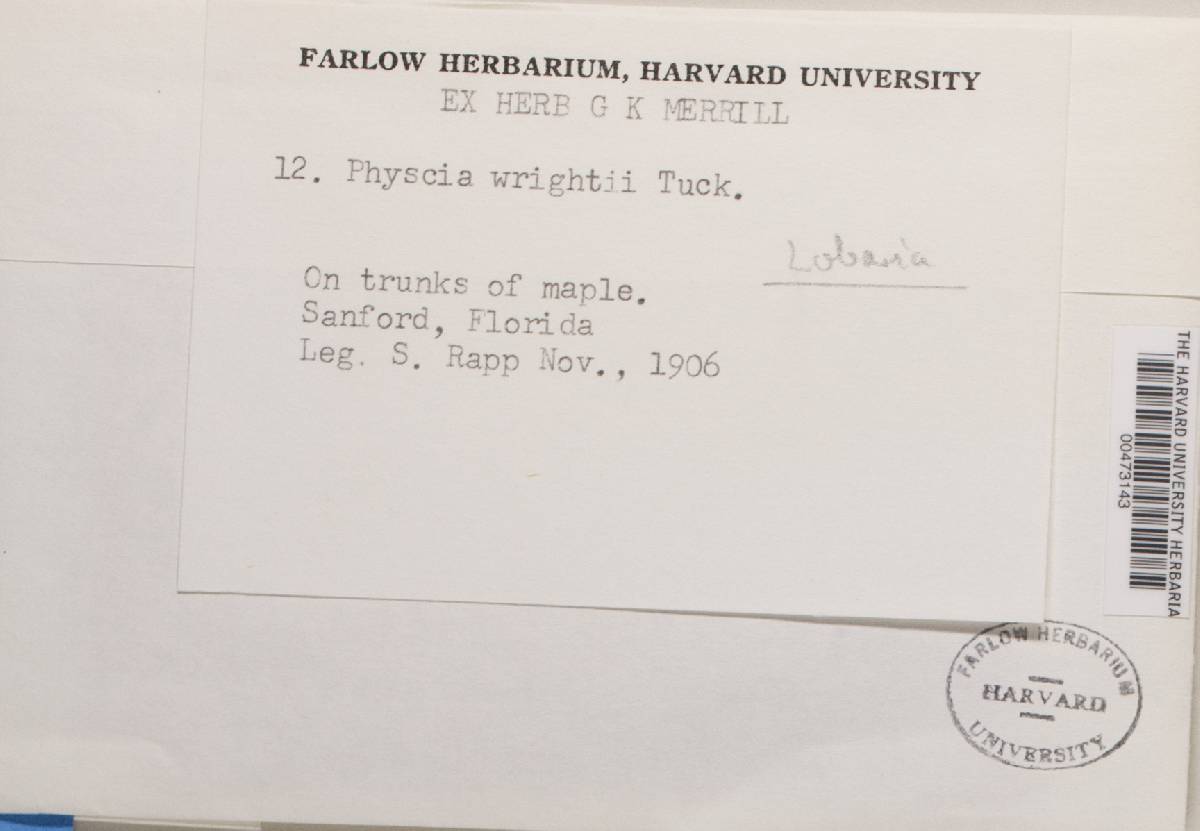 FARLOW HERBARIUM, HARVARD UNIVERSITY
EX HERB G K MERRILL
12. Physcia wrightii Tuck.
Lobaria
On trunks of maple.
Sanford, Florida
Leg. S. Rapp Nov., 1906
THE HARVARD UNIVERSITY HERBARIA
00473143
FARLOW HERBARIUM
HARVARD
UNIVERSITY